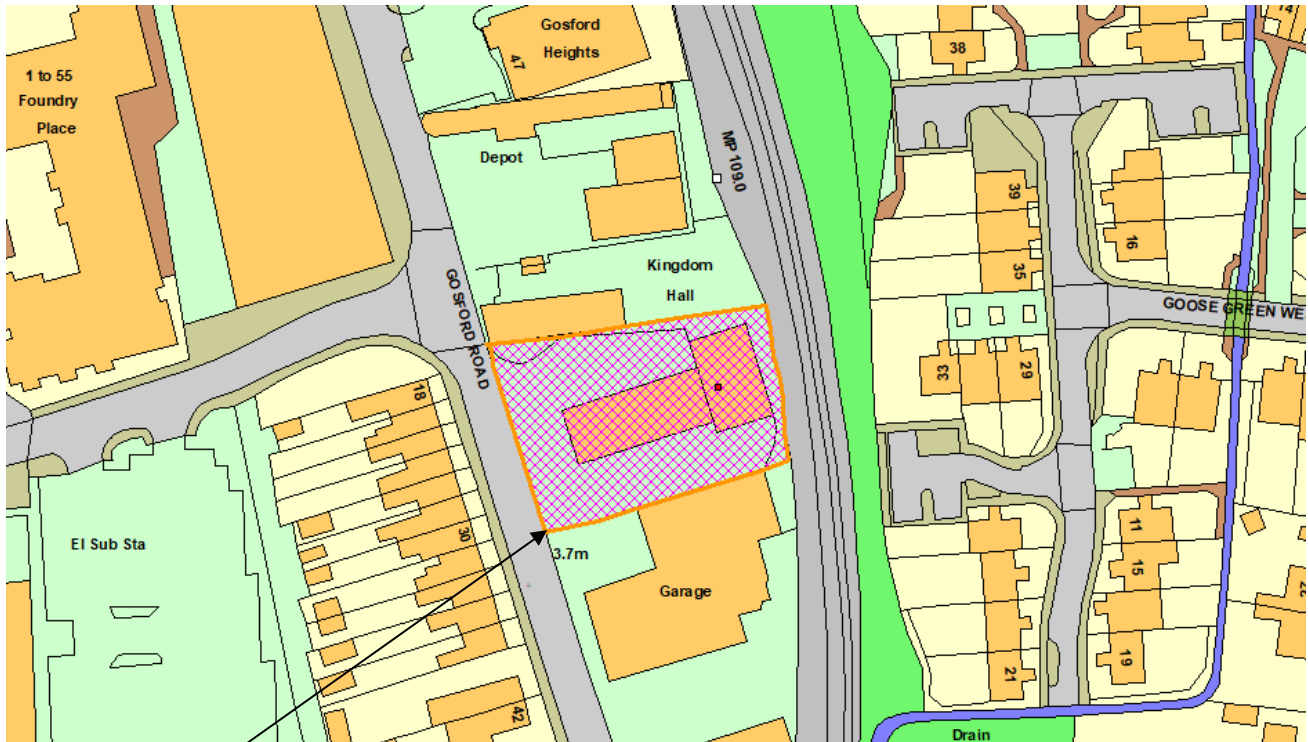 Gosford
Heights
47
38
74
1 to 55
Foundry
Place
Depot
MP 109.0
39
16
35
Kingdom
Hall
GOSFORD ROAD
GOOSE GREEN WE
33
29
18
30
El Sub Sta
3.7m
Garage
11
15
19
21
22
42
Drain